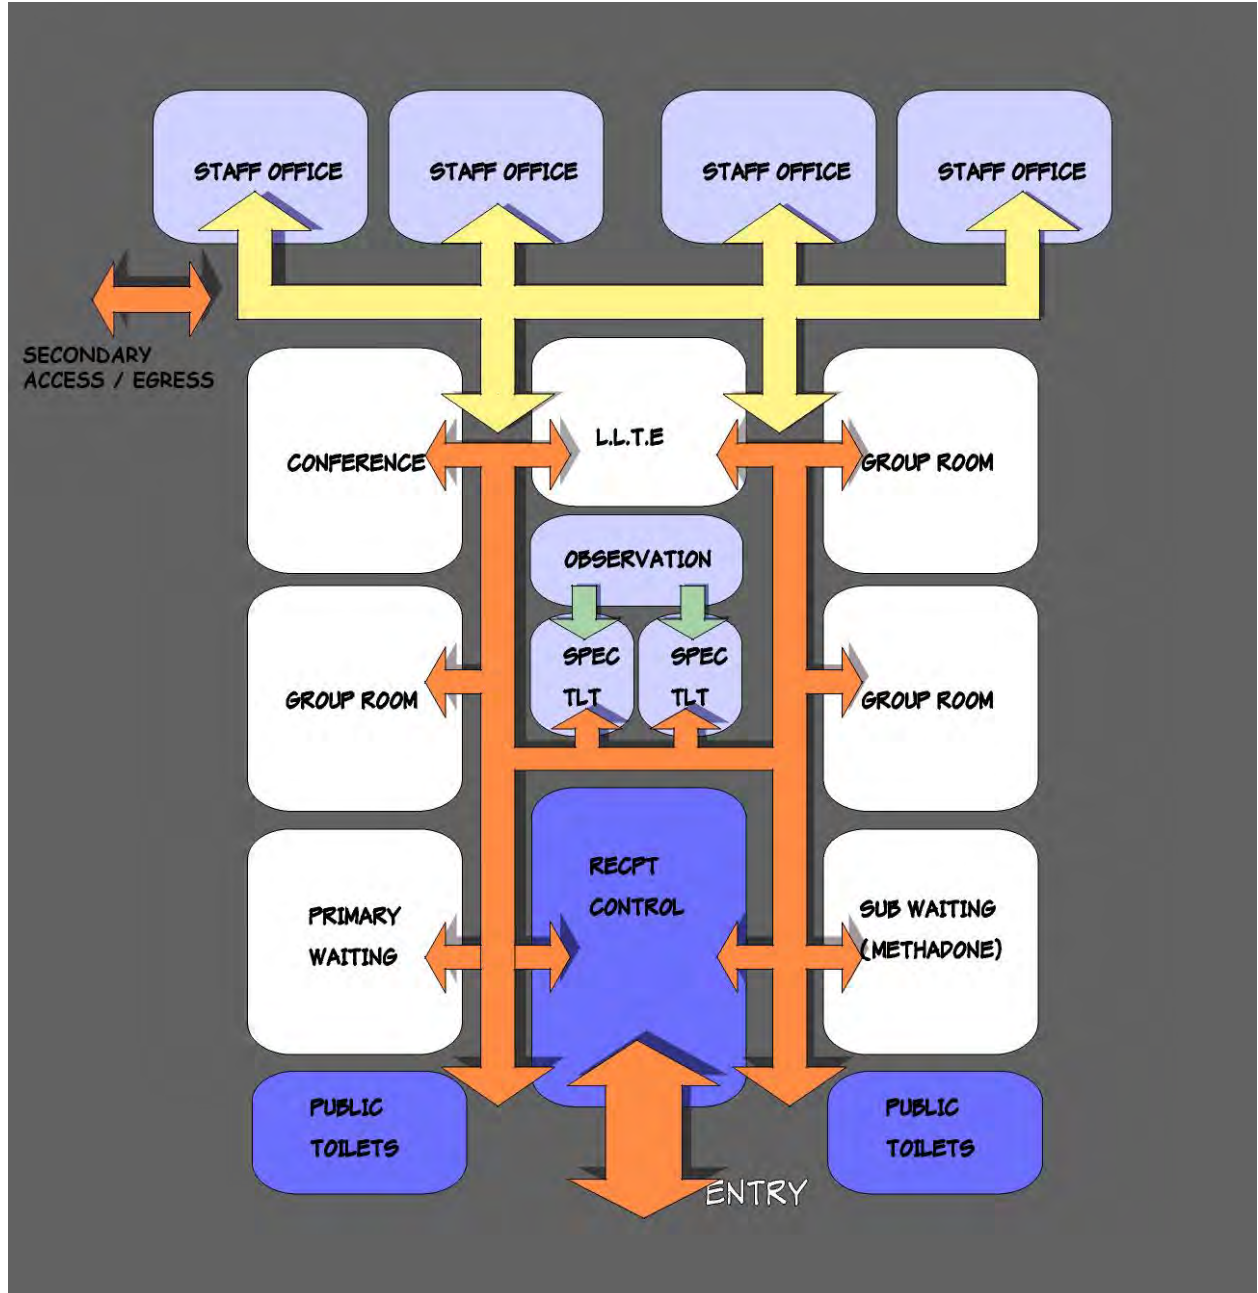 STAFF OFFICE
STAFF OFFICE
STAFF OFFICE
STAFF OFFICE
SECONDARY
ACCESS / EGRESS
CONFERENCE
L.L.T.E
GROUP ROOM
OBSERVATION
SPEC
TLT
SPEC
TLT
GROUP ROOM
GROUP ROOM
RECPT
CONTROL
PRIMARY
WAITING
SUB WAITING
(METHADONE)
PUBLIC
TOILETS
PUBLIC
TOILETS
ENTRY